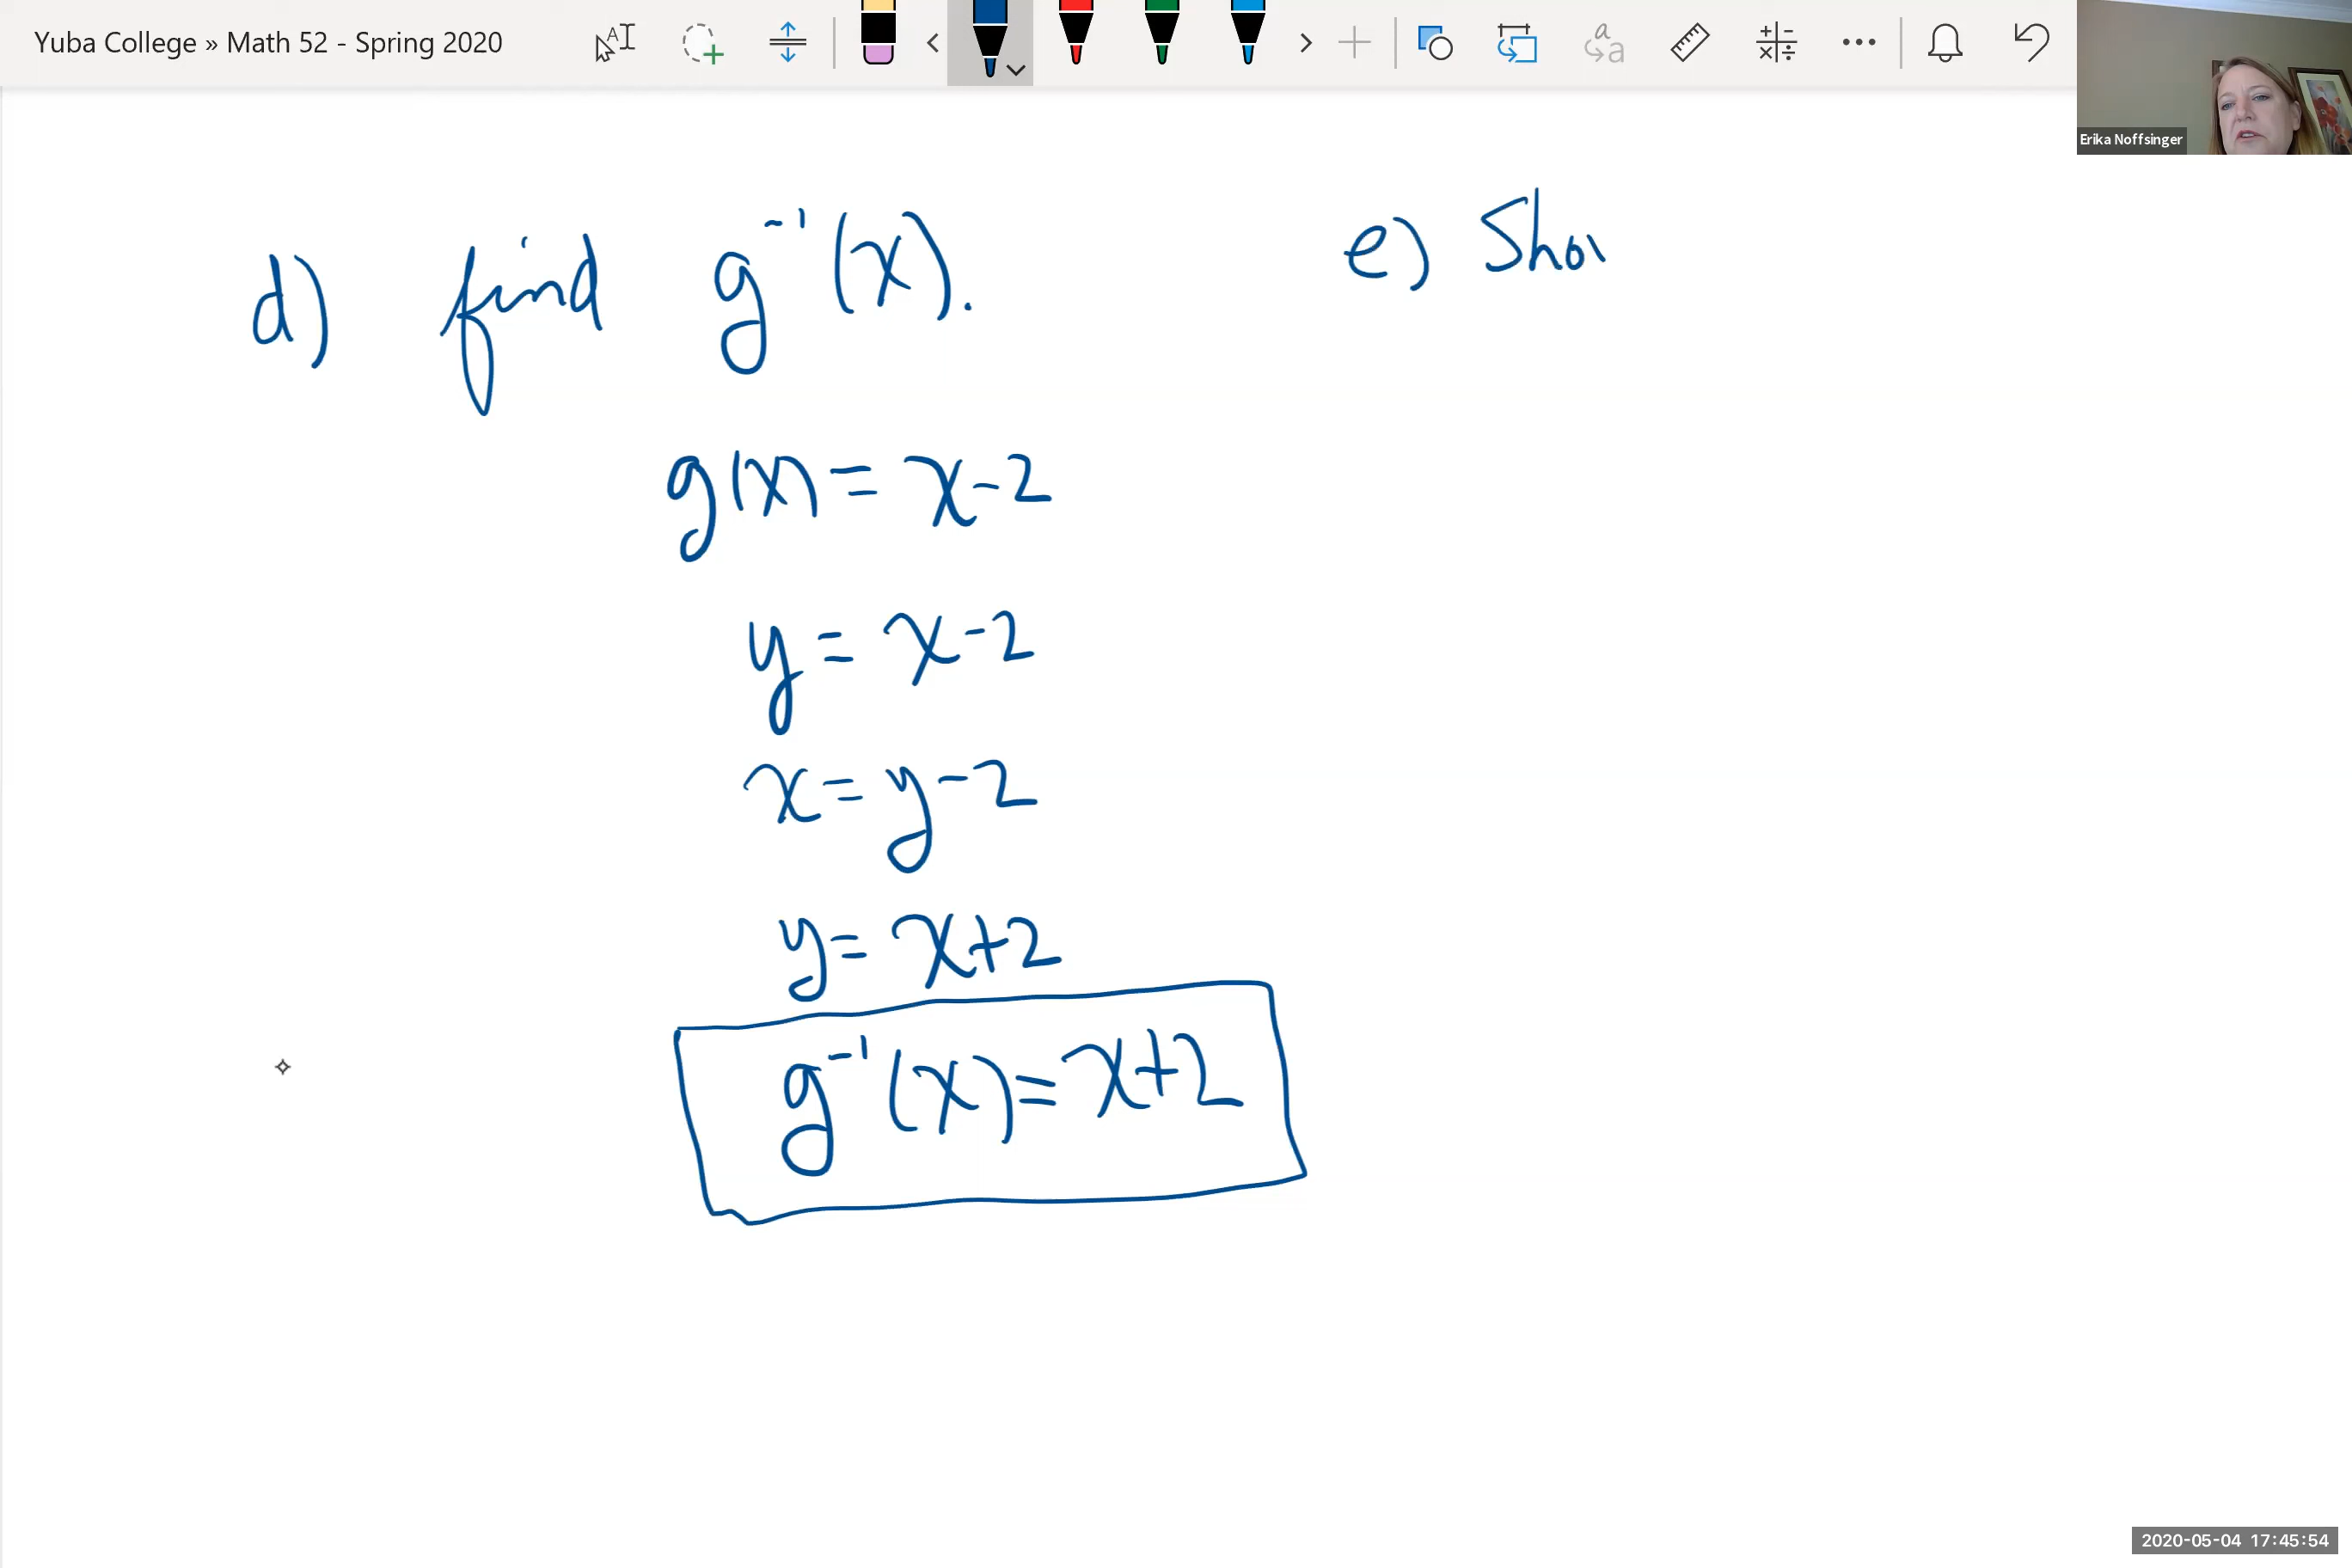 Yuba College » Math 52 - Spring 2020
Erika Noffsinger
d) find g⁻¹(x).
g(x) = x-2
y = x-2
x = y-2
y = x+2
g⁻¹(x) = x+2
e) Sho
2020-05-04 17:45:54